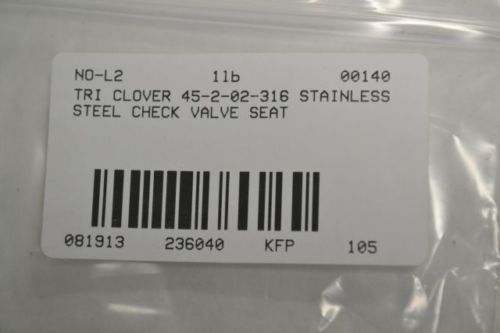 NO-L2 1lb 00140
TRI CLOVER 45-2-02-316 STAINLESS
STEEL CHECK VALVE SEAT
081913 236040 KFP 105